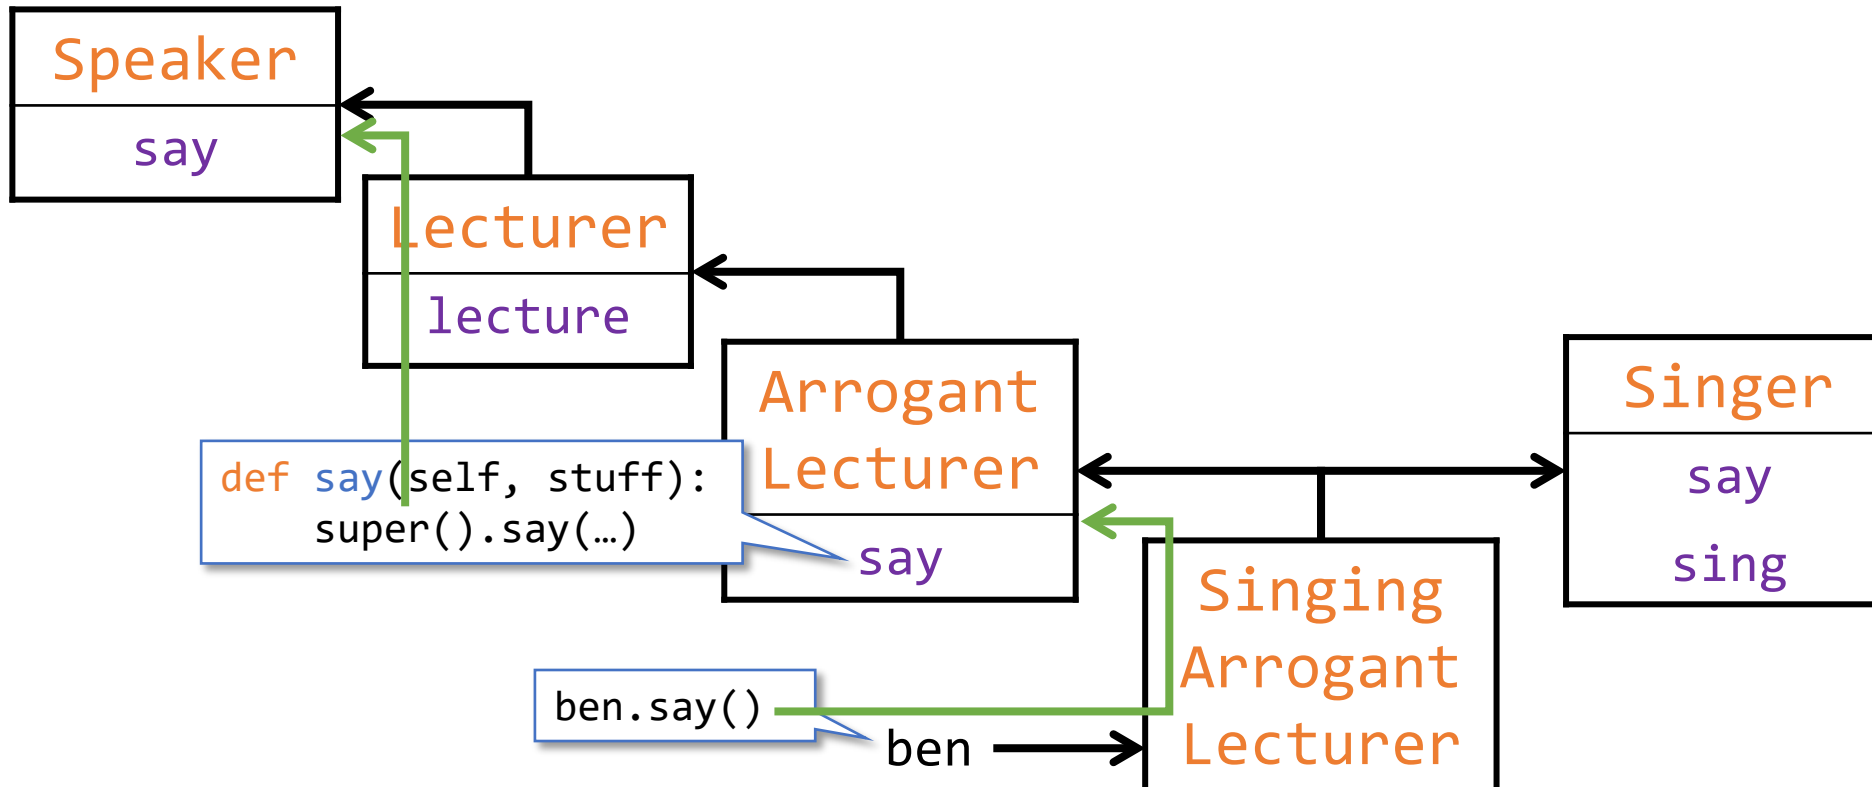 Speaker
say
Lecturer
lecture
Arrogant
Lecturer
say
def say(self, stuff):
super().say(…)
Singer
say
sing
Singing
Arrogant
Lecturer
ben.say()
ben